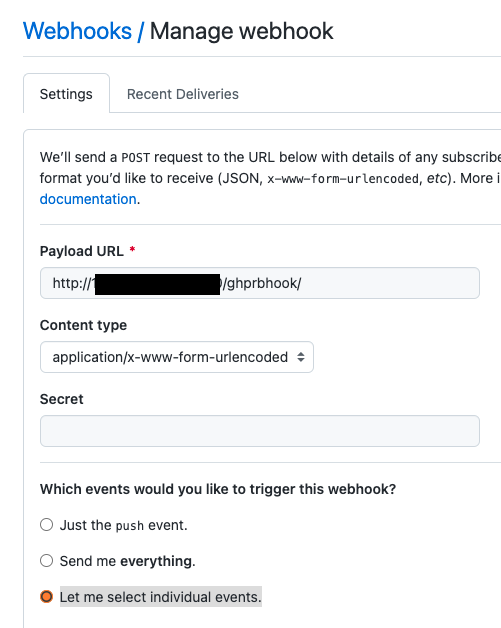 Webhooks / Manage webhook
Settings
Recent Deliveries
We'll send a POST request to the URL below with details of any subscribe
format you'd like to receive (JSON, x-www-form-urlencoded, etc). More i
documentation.
Payload URL *
http:// /ghprbhook/
Content type
application/x-www-form-urlencoded
Secret
Which events would you like to trigger this webhook?
Just the push event.
Send me everything.
Let me select individual events.